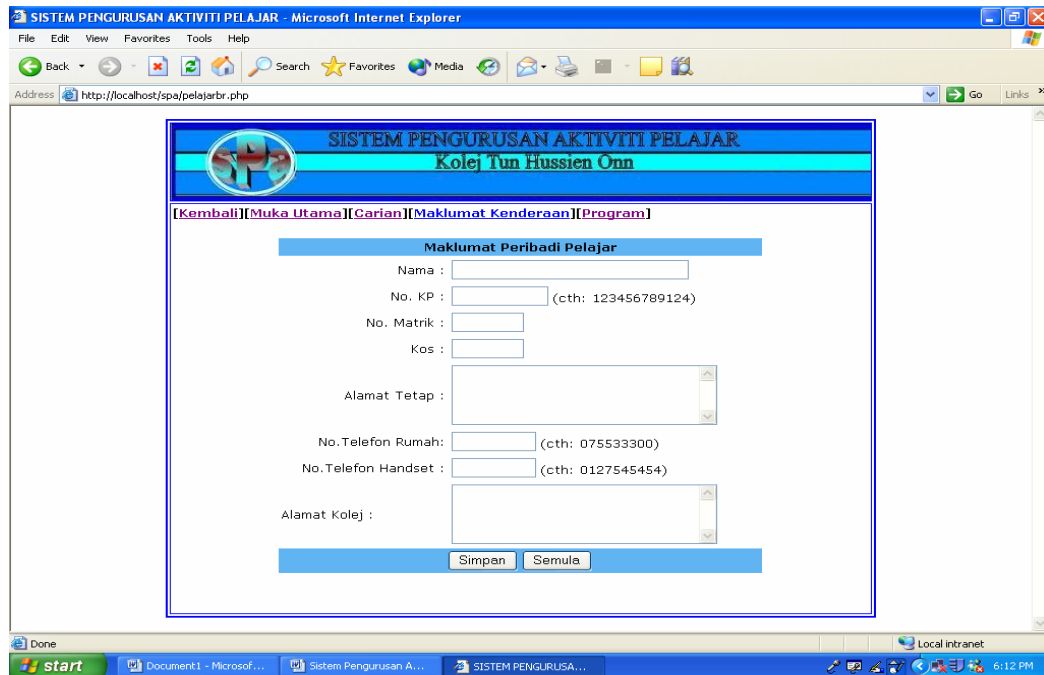 SISTEM PENGURUSAN AKTIVITI PELAJAR - Microsoft Internet Explorer
File Edit View Favorites Tools Help
Back Search Favorites Media
Address http://localhost/spa/pelajarbr.php Go Links »
SPa
SISTEM PENGURUSAN AKTIVITI PELAJAR
Kolej Tun Hussien Onn
[Kembali][Muka Utama][Carian][Maklumat Kenderaan][Program]
Maklumat Peribadi Pelajar
Nama :
No. KP : (cth: 123456789124)
No. Matrik :
Kos :
Alamat Tetap :
No.Telefon Rumah: (cth: 075533300)
No.Telefon Handset : (cth: 0127545454)
Alamat Kolej :
Simpan Semula
Done Local intranet
start Document1 - Microsof... Sistem Pengurusan A... SISTEM PENGURUSA... 6:12 PM